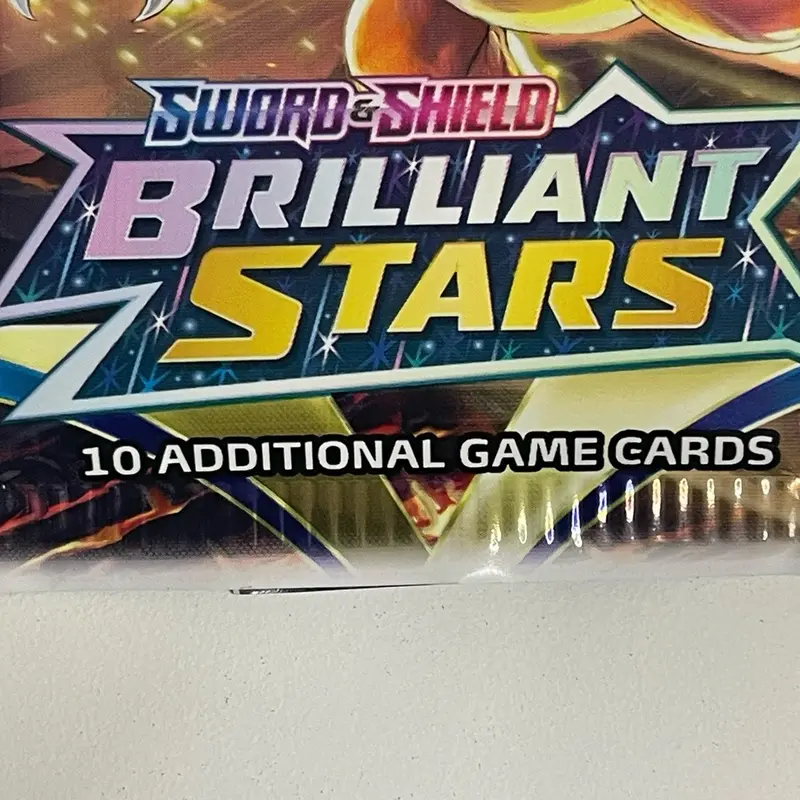 SWORD & SHIELD
BRILLIANT
STARS
10 ADDITIONAL GAME CARDS